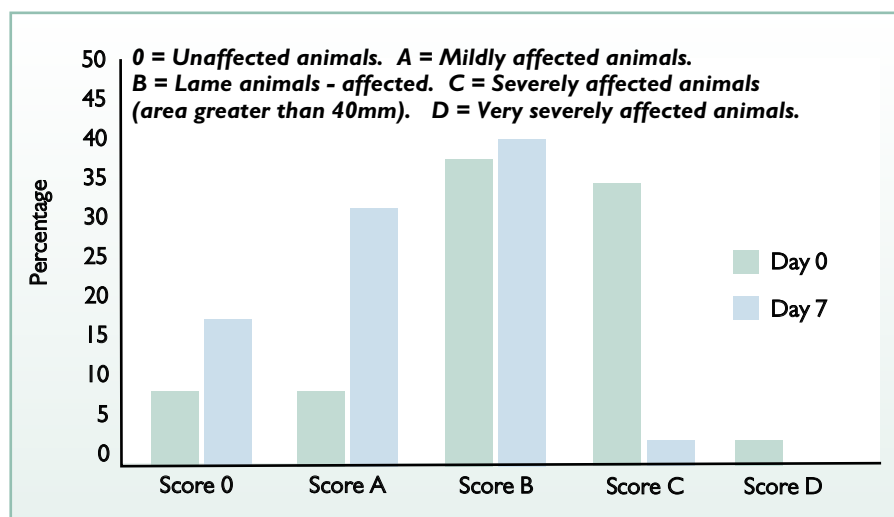 0 = Unaffected animals.  A = Mildly affected animals.
B = Lame animals - affected.  C = Severely affected animals
(area greater than 40mm).  D = Very severely affected animals.
50
45
40
35
30
25
20
15
10
5
0
Percentage
Day 0
Day 7
Score 0
Score A
Score B
Score C
Score D